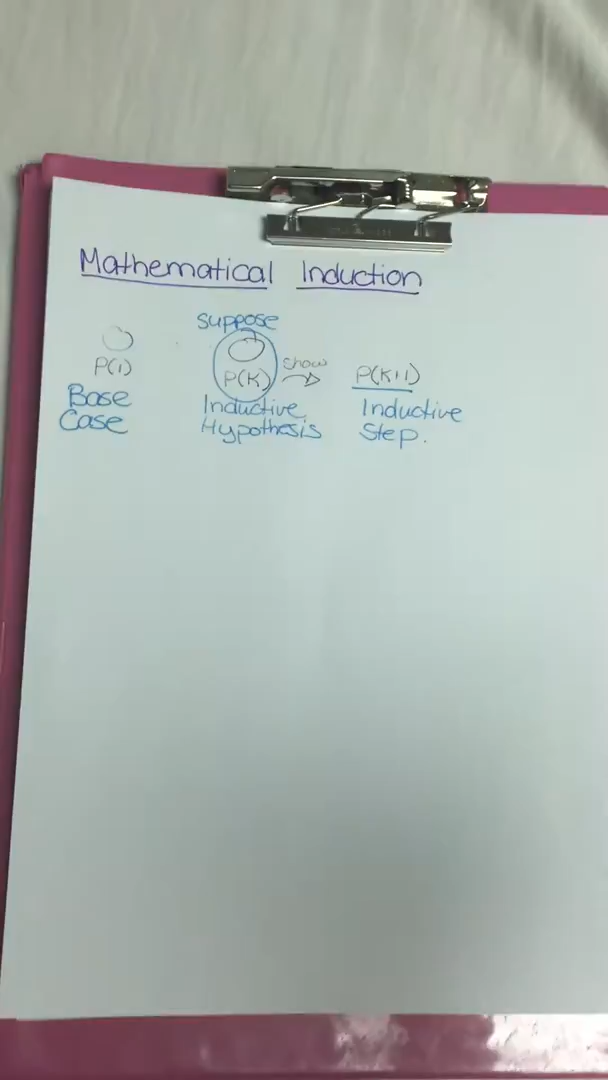 Mathematical Induction
suppose
P(1)
P(K)
show
P(K+1)
Base
Case
Inductive
Hypothesis
Inductive
Step.